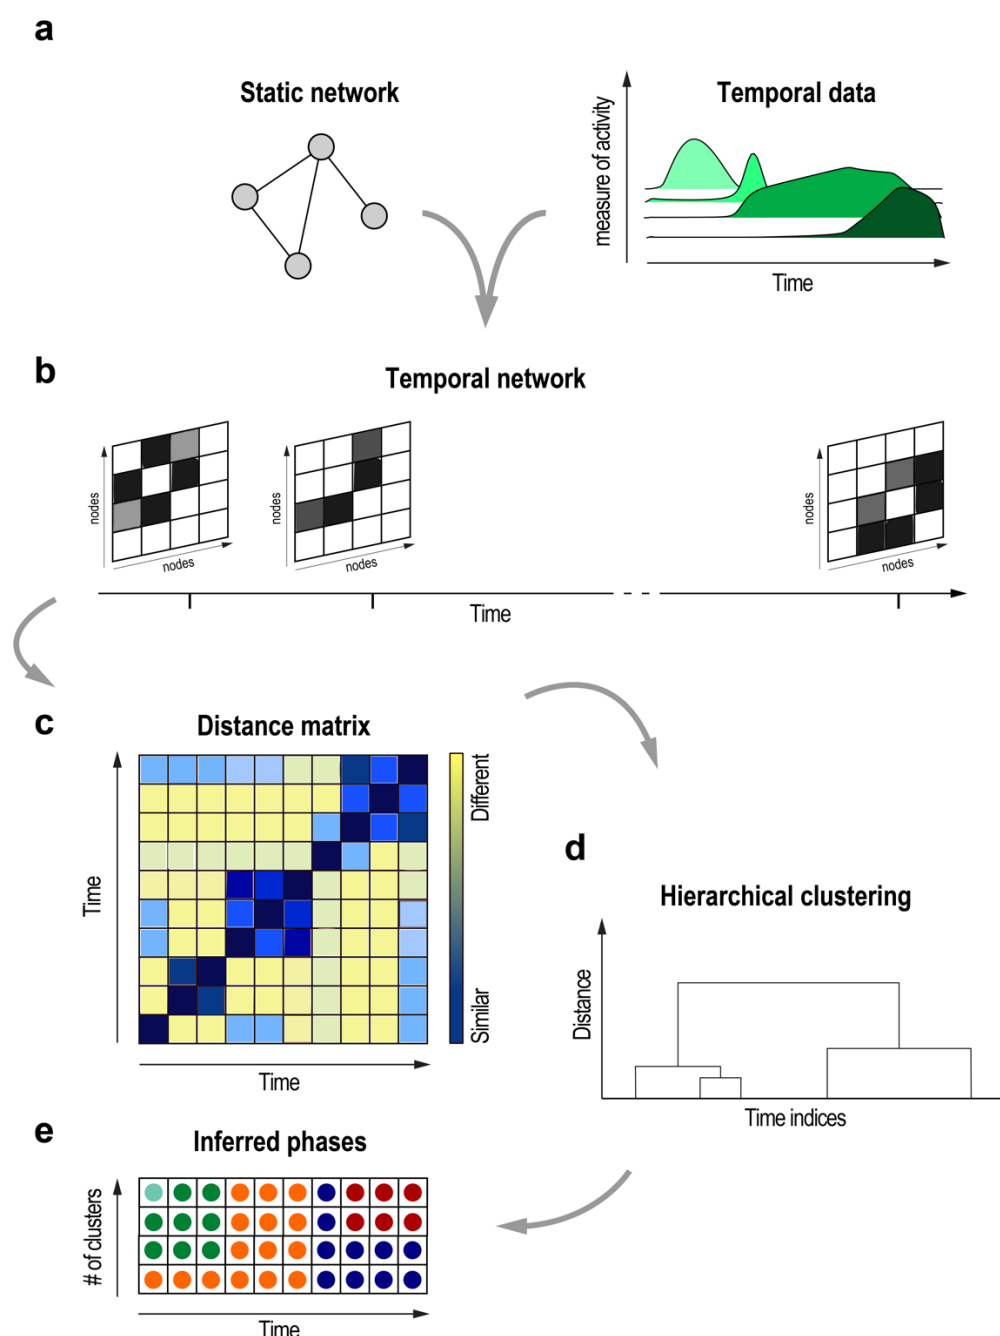 a
Static network
Temporal data
measure of activity
Time
b
Temporal network
nodes
nodes
nodes
nodes
nodes
nodes
Time
c
Distance matrix
Different
Similar
Time
Time
d
Hierarchical clustering
Distance
Time indices
e
Inferred phases
# of clusters
Time